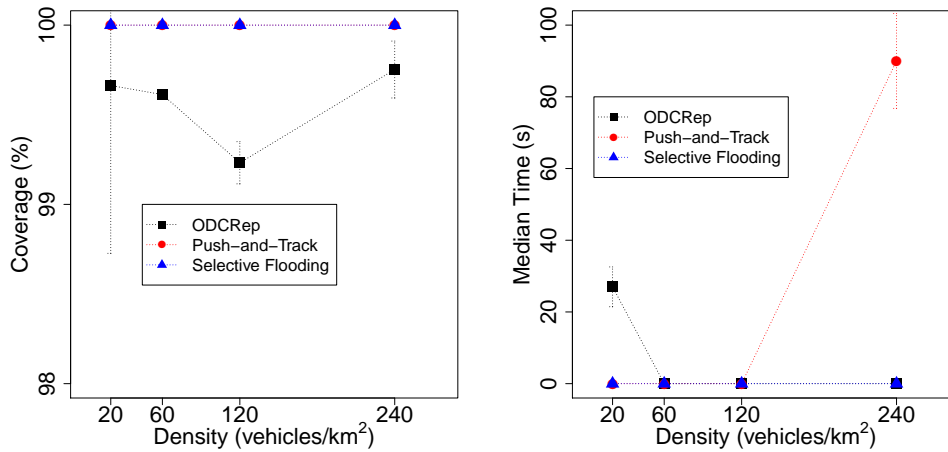 100
99
98
Coverage (%)
ODCRep
Push−and−Track
Selective Flooding
20 60 120 240
Density (vehicles/km²)
100
80
60
40
20
0
Median Time (s)
ODCRep
Push−and−Track
Selective Flooding
20 60 120 240
Density (vehicles/km²)